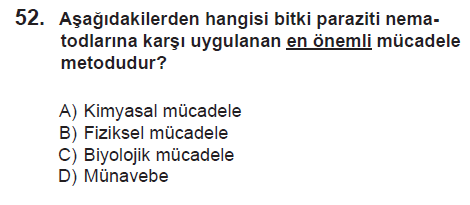 52. Aşağıdakilerden hangisi bitki paraziti nema-
todlarına karşı uygulanan en önemli mücadele
metodudur?
A) Kimyasal mücadele
B) Fiziksel mücadele
C) Biyolojik mücadele
D) Münavebe